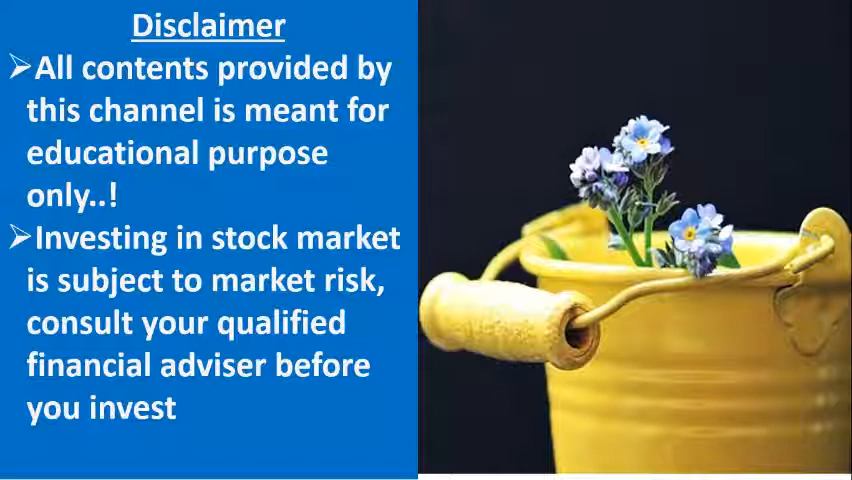 Disclaimer
➢All contents provided by
this channel is meant for
educational purpose
only..!
➢Investing in stock market
is subject to market risk,
consult your qualified
financial adviser before
you invest